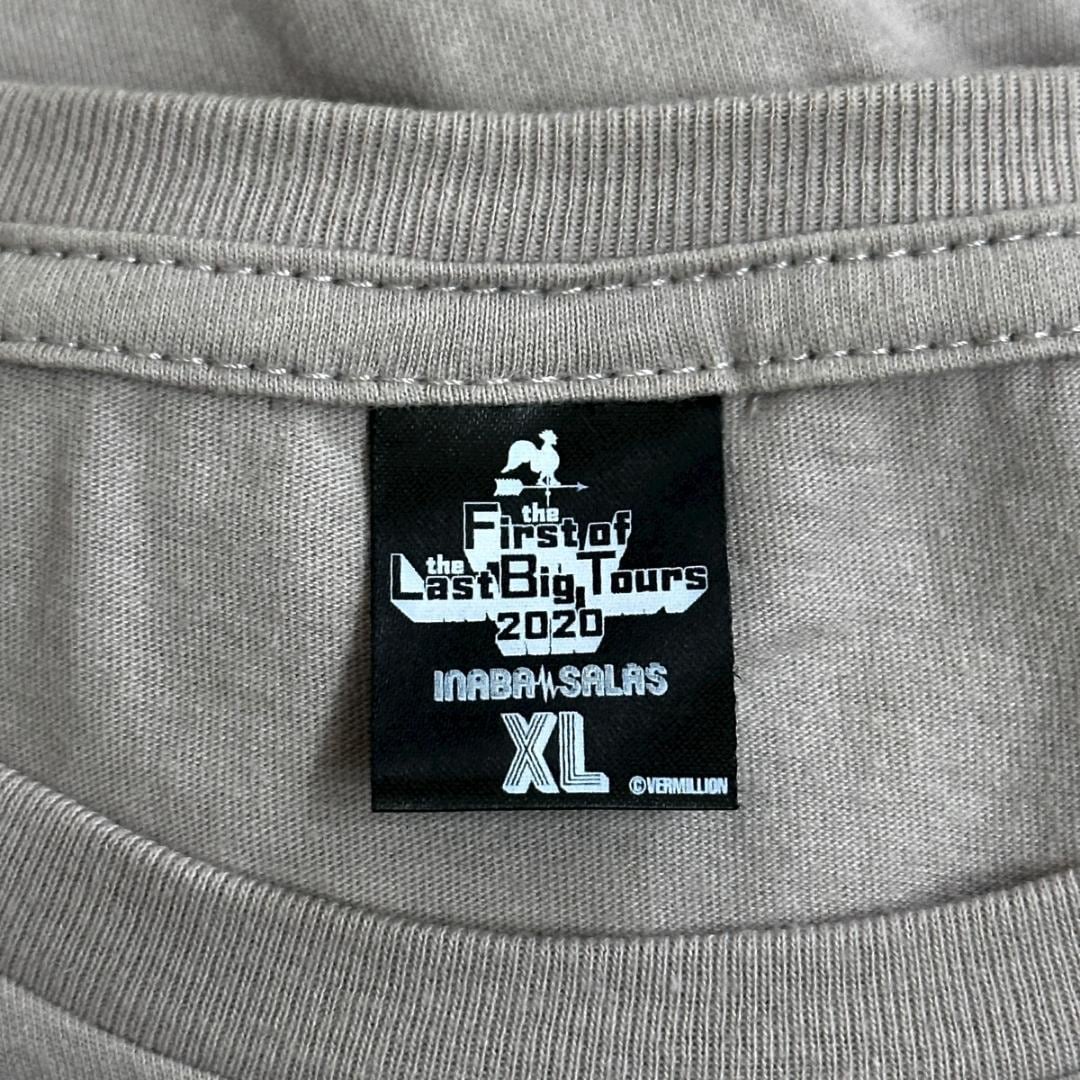 the
First of
the
Last Big Tours
2020
INABA SALAS
XL
©VERMILLION